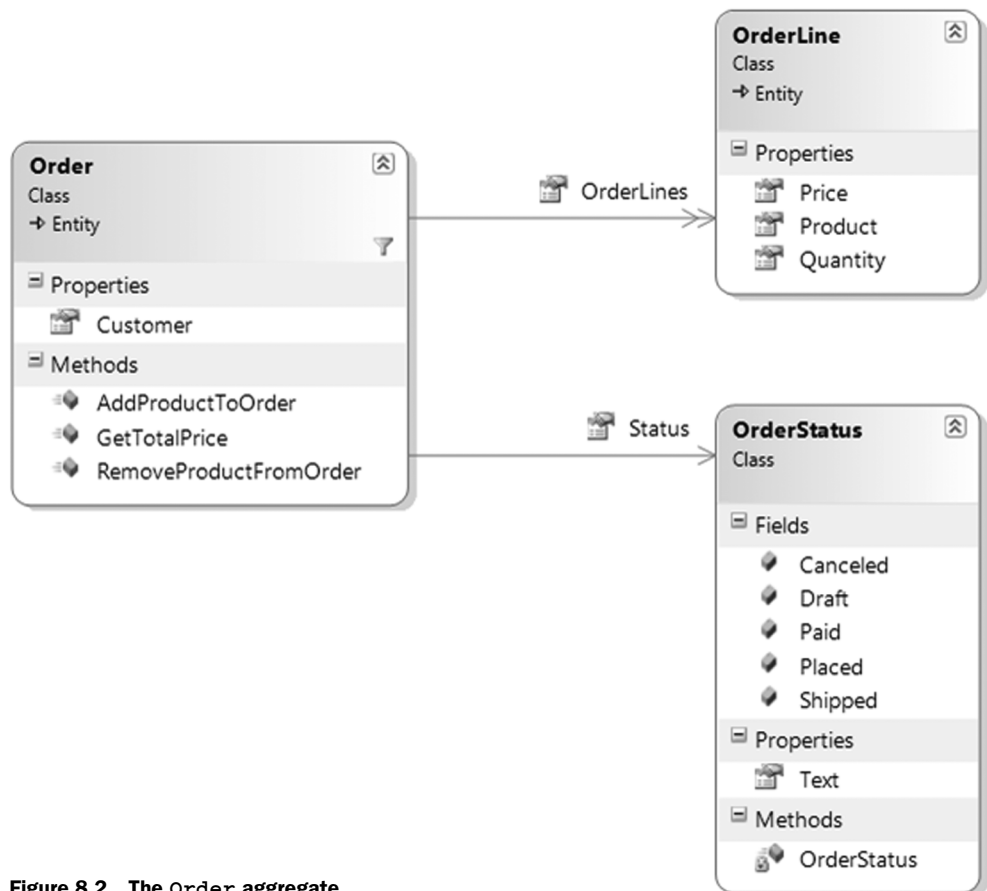 Order
Class
Entity
Properties
Customer
Methods
AddProductToOrder
GetTotalPrice
RemoveProductFromOrder
OrderLines
OrderLine
Class
Entity
Properties
Price
Product
Quantity
Status
OrderStatus
Class
Fields
Canceled
Draft
Paid
Placed
Shipped
Properties
Text
Methods
OrderStatus
Figure 8.2 The Order aggregate